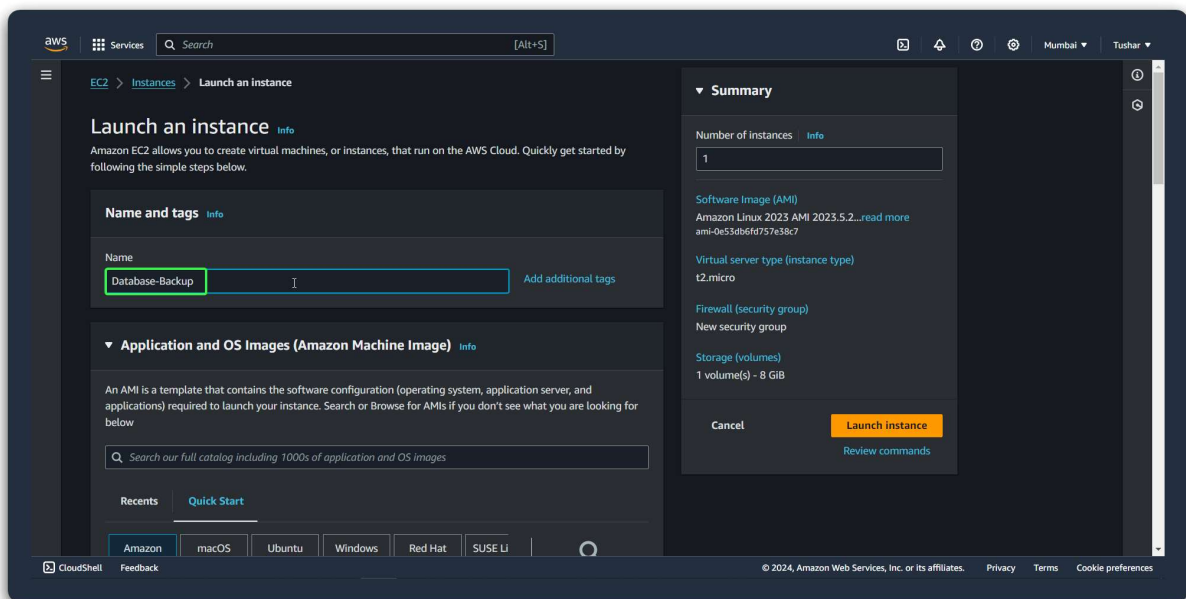 aws
Services
Search
[Alt+S]
Mumbai ▼
Tushar ▼
EC2 > Instances > Launch an instance
Launch an instance Info
Amazon EC2 allows you to create virtual machines, or instances, that run on the AWS Cloud. Quickly get started by
following the simple steps below.
Name and tags Info
Name
Database-Backup
Add additional tags
▼ Application and OS Images (Amazon Machine Image) Info
An AMI is a template that contains the software configuration (operating system, application server, and
applications) required to launch your instance. Search or Browse for AMIs if you don't see what you are looking for
below
Search our full catalog including 1000s of application and OS images
Recents
Quick Start
Amazon
macOS
Ubuntu
Windows
Red Hat
SUSE Li
▼ Summary
Number of instances Info
1
Software Image (AMI)
Amazon Linux 2023 AMI 2023.5.2...read more
ami-0e53db6fd757e38c7
Virtual server type (instance type)
t2.micro
Firewall (security group)
New security group
Storage (volumes)
1 volume(s) - 8 GiB
Cancel
Launch instance
Review commands
CloudShell
Feedback
© 2024, Amazon Web Services, Inc. or its affiliates.
Privacy
Terms
Cookie preferences